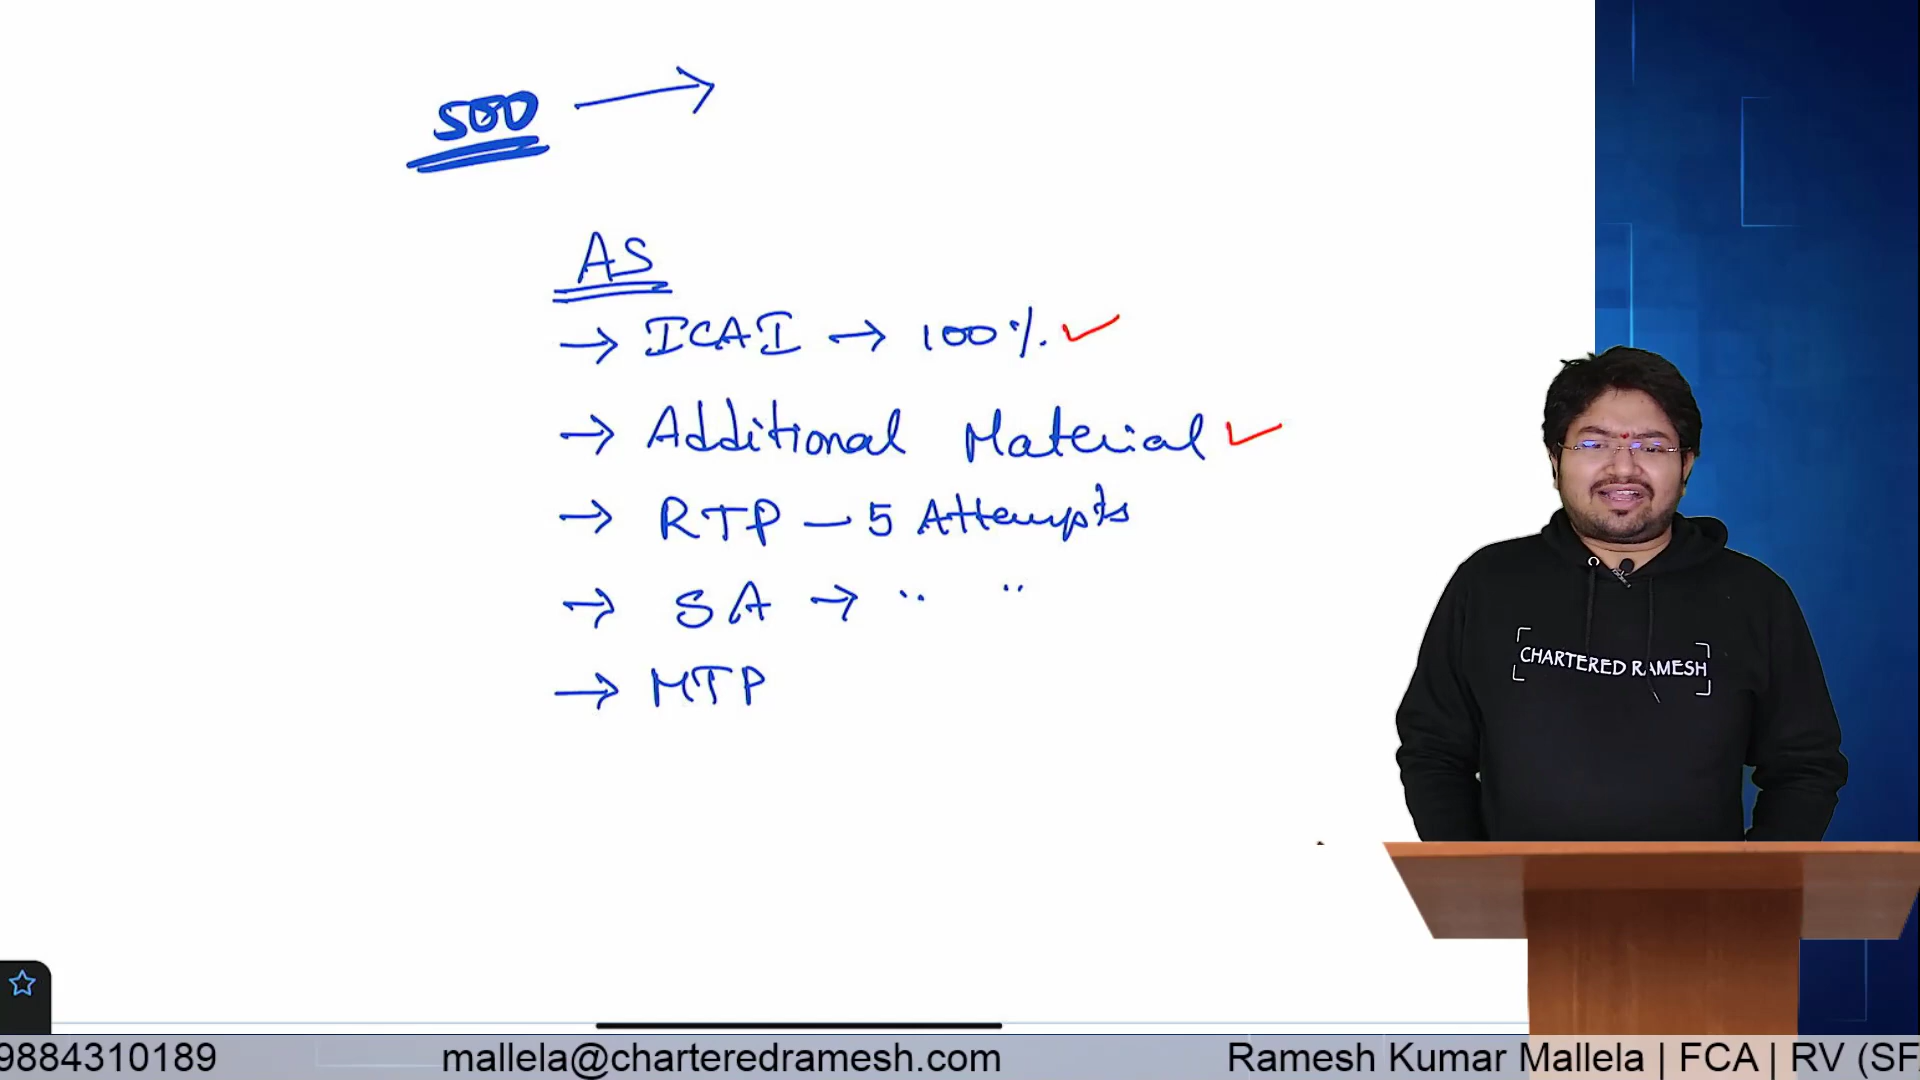 500 →
AS
→ ICAI → 100%. ✓
→ Additional Material ✓
→ RTP — 5 Attempts
→ SA → " "
→ MTP
CHARTERED RAMESH
9884310189 mallela@charteredramesh.com Ramesh Kumar Mallela | FCA | RV (SF